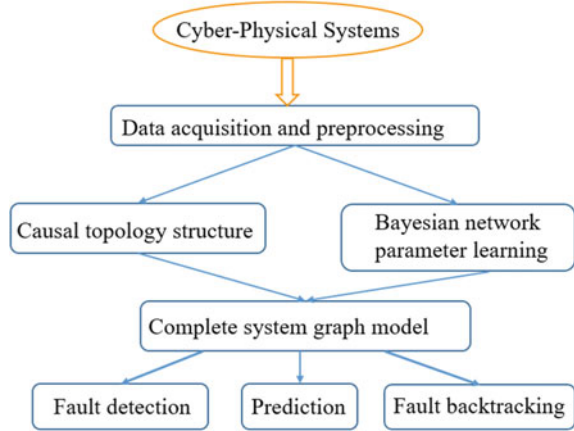 Cyber-Physical Systems
Data acquisition and preprocessing
Causal topology structure
Bayesian network
parameter learning
Complete system graph model
Fault detection
Prediction
Fault backtracking